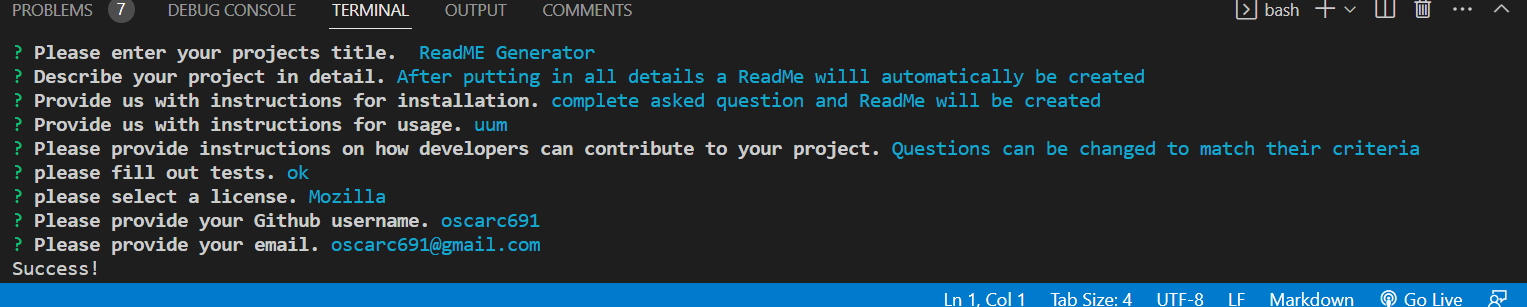 PROBLEMS 7 DEBUG CONSOLE TERMINAL OUTPUT COMMENTS bash
? Please enter your projects title. ReadME Generator
? Describe your project in detail. After putting in all details a ReadMe willl automatically be created
? Provide us with instructions for installation. complete asked question and ReadMe will be created
? Provide us with instructions for usage. uum
? Please provide instructions on how developers can contribute to your project. Questions can be changed to match their criteria
? please fill out tests. ok
? please select a license. Mozilla
? Please provide your Github username. oscarc691
? Please provide your email. oscarc691@gmail.com
Success!
Ln 1, Col 1 Tab Size: 4 UTF-8 LF Markdown Go Live